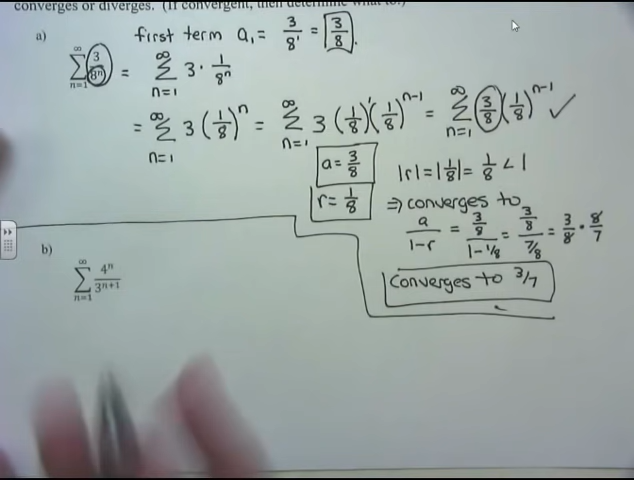 converges or diverges. (If convergent, then determine what to.)
a) first term a₁ = 3/8¹ = 3/8.
∞∑n=1 3/8ⁿ = ∞∑n=1 3 · 1/8ⁿ
= ∞∑n=1 3(1/8)ⁿ = ∞∑n=1 3(1/8)¹(1/8)ⁿ⁻¹ = ∞∑n=1 (3/8)(1/8)ⁿ⁻¹ ✓
a = 3/8 |r| = |1/8| = 1/8 < 1
r = 1/8 ⇒ converges to
a/(1-r) = (3/8)/(1-1/8) = (3/8)/(7/8) = 3/8 · 8/7
Converges to 3/7
b)
∞∑n=1 4ⁿ/3ⁿ⁺¹